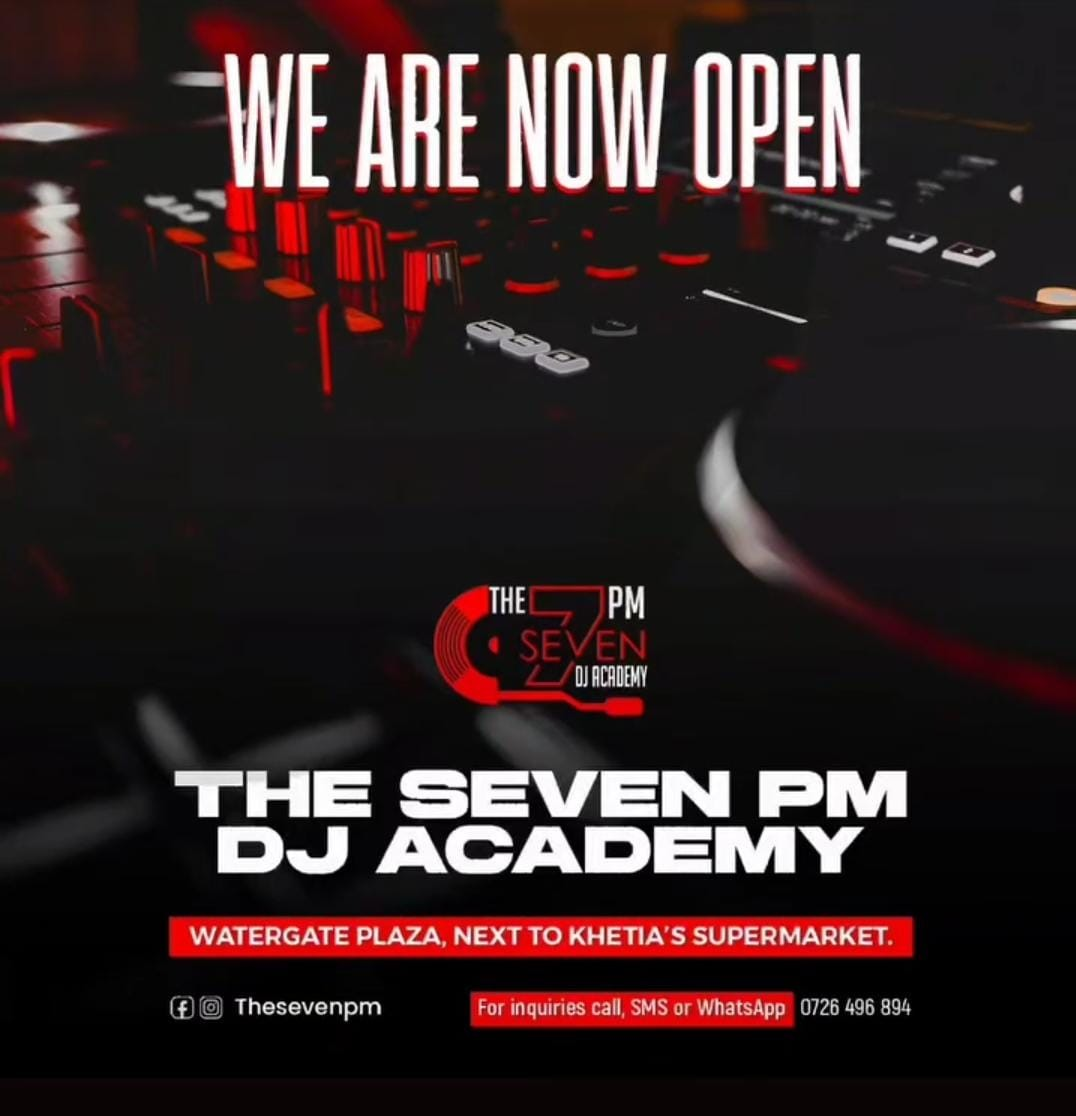 WE ARE NOW OPEN
THE 7 PM
SEVEN
DJ ACADEMY
THE SEVEN PM
DJ ACADEMY
WATERGATE PLAZA, NEXT TO KHETIA'S SUPERMARKET.
Thesevenpm
For inquiries call, SMS or WhatsApp 0726 496 894